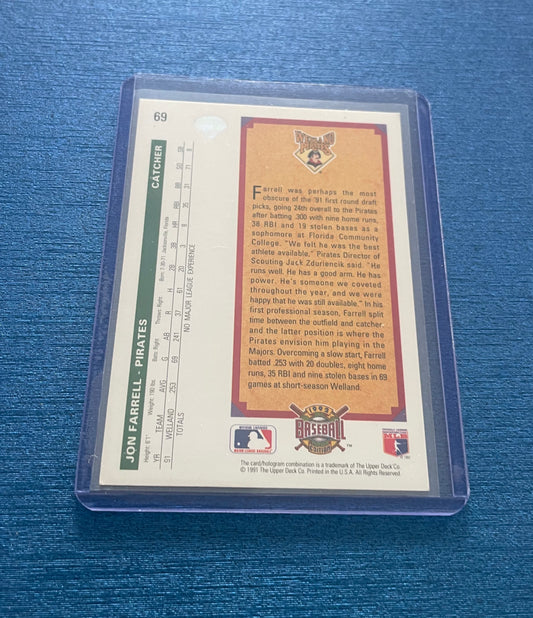 69
JON FARRELL · PIRATES CATCHER
Height: 6'1" Weight: 180 lbs. Bats: Right Throws: Right Born: 7-30-71, Jacksonville, Florida
YR TEAM AVG G AB R H 2B 3B HR RBI BB SO SB
91 WELLAND .253 69 241 37 61 20 3 8 35 31 71 9
TOTALS NO MAJOR LEAGUE EXPERIENCE
WELLAND
PIRATES
Farrell was perhaps the most
obscure of the '91 first round draft
picks, going 24th overall to the Pirates
after batting .300 with nine home runs,
38 RBI and 19 stolen bases as a
sophomore at Florida Community
College. "We felt he was the best
athlete available," Pirates Director of
Scouting Jack Zduriencik said. "He
runs well. He has a good arm. He has
power. He's someone we coveted
throughout the year, and we were
happy that he was still available." In his
first professional season, Farrell split
time between the outfield and catcher
and the latter position is where the
Pirates envision him playing in the
Majors. Overcoming a slow start, Farrell
batted .253 with 20 doubles, eight home
runs, 35 RBI and nine stolen bases in 69
games at short-season Welland.
1992
BASEBALL
EDITION
TM
The card/hologram combination is a trademark of The Upper Deck Co.
© 1991 The Upper Deck Co. Printed in the U.S.A. All Rights Reserved.